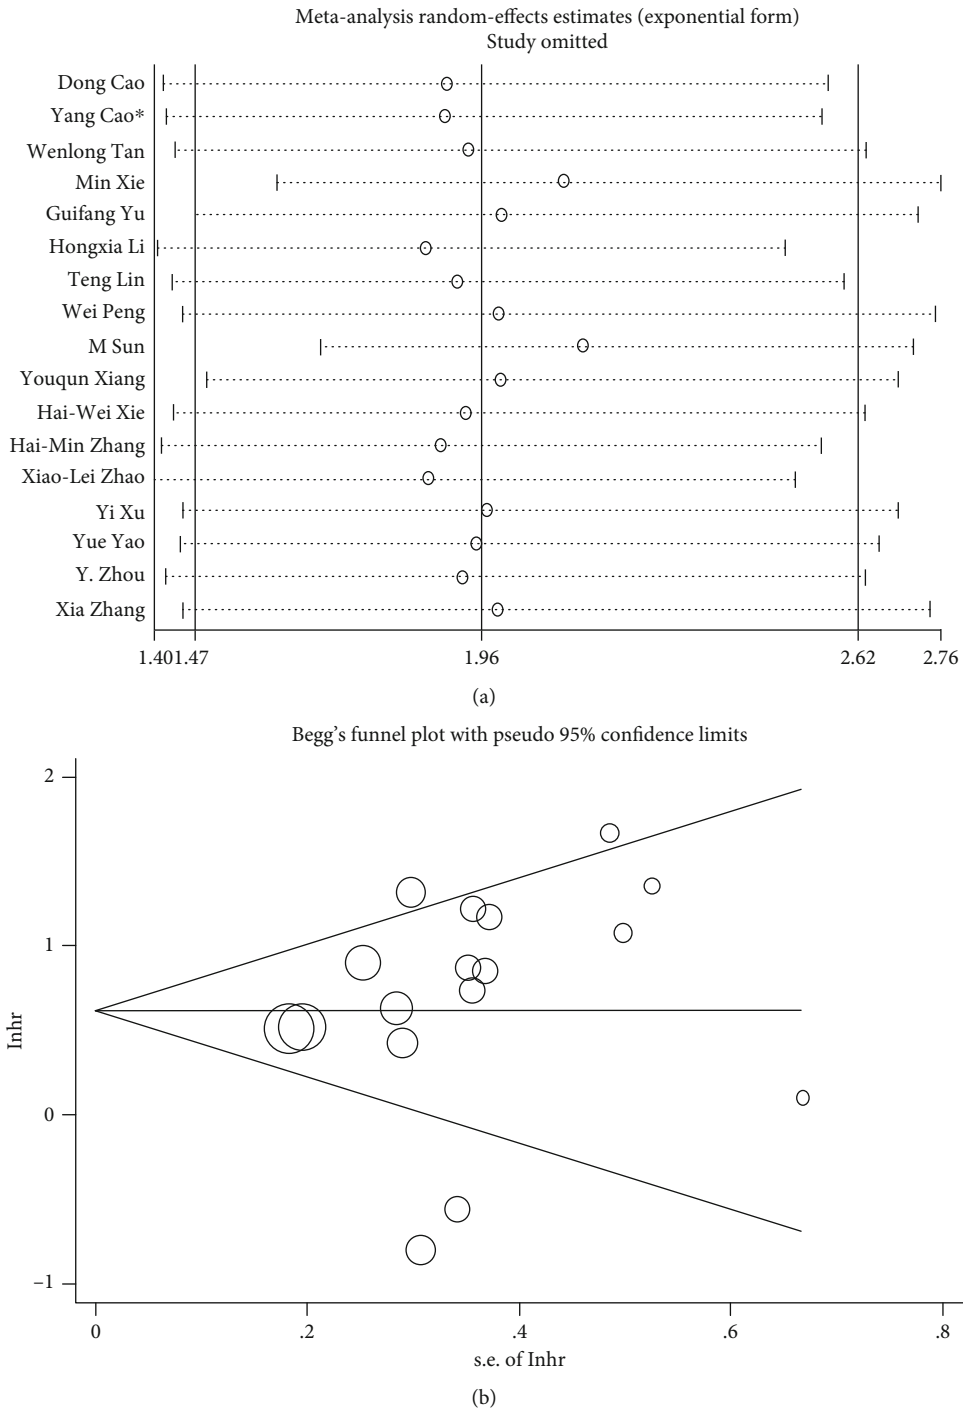 Meta-analysis random-effects estimates (exponential form)
Study omitted
Dong Cao
Yang Cao*
Wenlong Tan
Min Xie
Guifang Yu
Hongxia Li
Teng Lin
Wei Peng
M Sun
Youqun Xiang
Hai-Wei Xie
Hai-Min Zhang
Xiao-Lei Zhao
Yi Xu
Yue Yao
Y. Zhou
Xia Zhang
1.401.47 1.96 2.62 2.76
(a)
Begg's funnel plot with pseudo 95% confidence limits
2
1
0
−1
Inhr
0 .2 .4 .6 .8
s.e. of Inhr
(b)